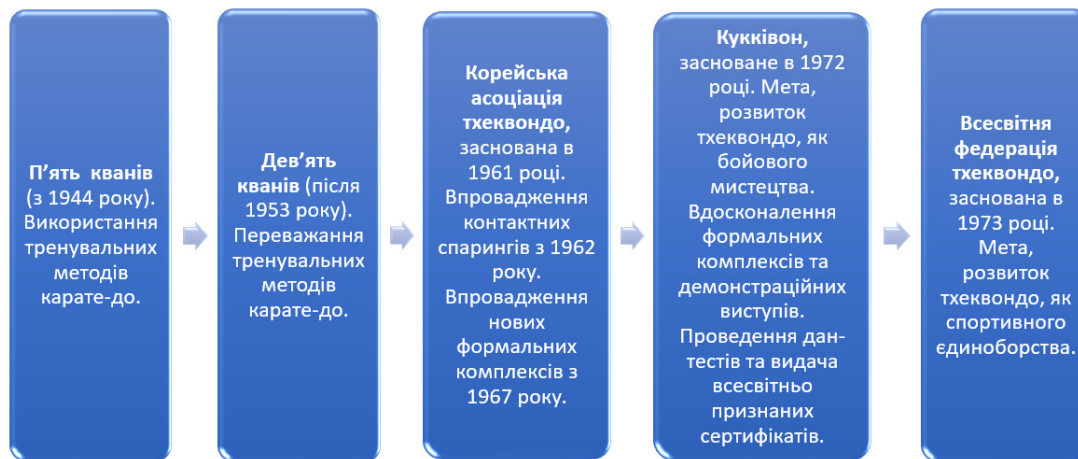 П’ять кванів
(з 1944 року).
Використання
тренувальних
методів
карате-до.
Дев’ять
кванів (після
1953 року).
Переважання
тренувальних
методів
карате-до.
Корейська
асоціація
тхеквондо,
заснована в
1961 році.
Впровадження
контактних
спарингів з 1962
року.
Впровадження
нових
формальних
комплексів з
1967 року.
Кукківон,
засноване в 1972
році. Мета,
розвиток
тхеквондо, як
бойового
мистецтва.
Вдосконалення
формальних
комплексів та
демонстраційних
виступів.
Проведення дан-
тестів та видача
всесвітньо
признаних
сертифікатів.
Всесвітня
федерація
тхеквондо,
заснована в
1973 році.
Мета,
розвиток
тхеквондо, як
спортивного
єдиноборства.